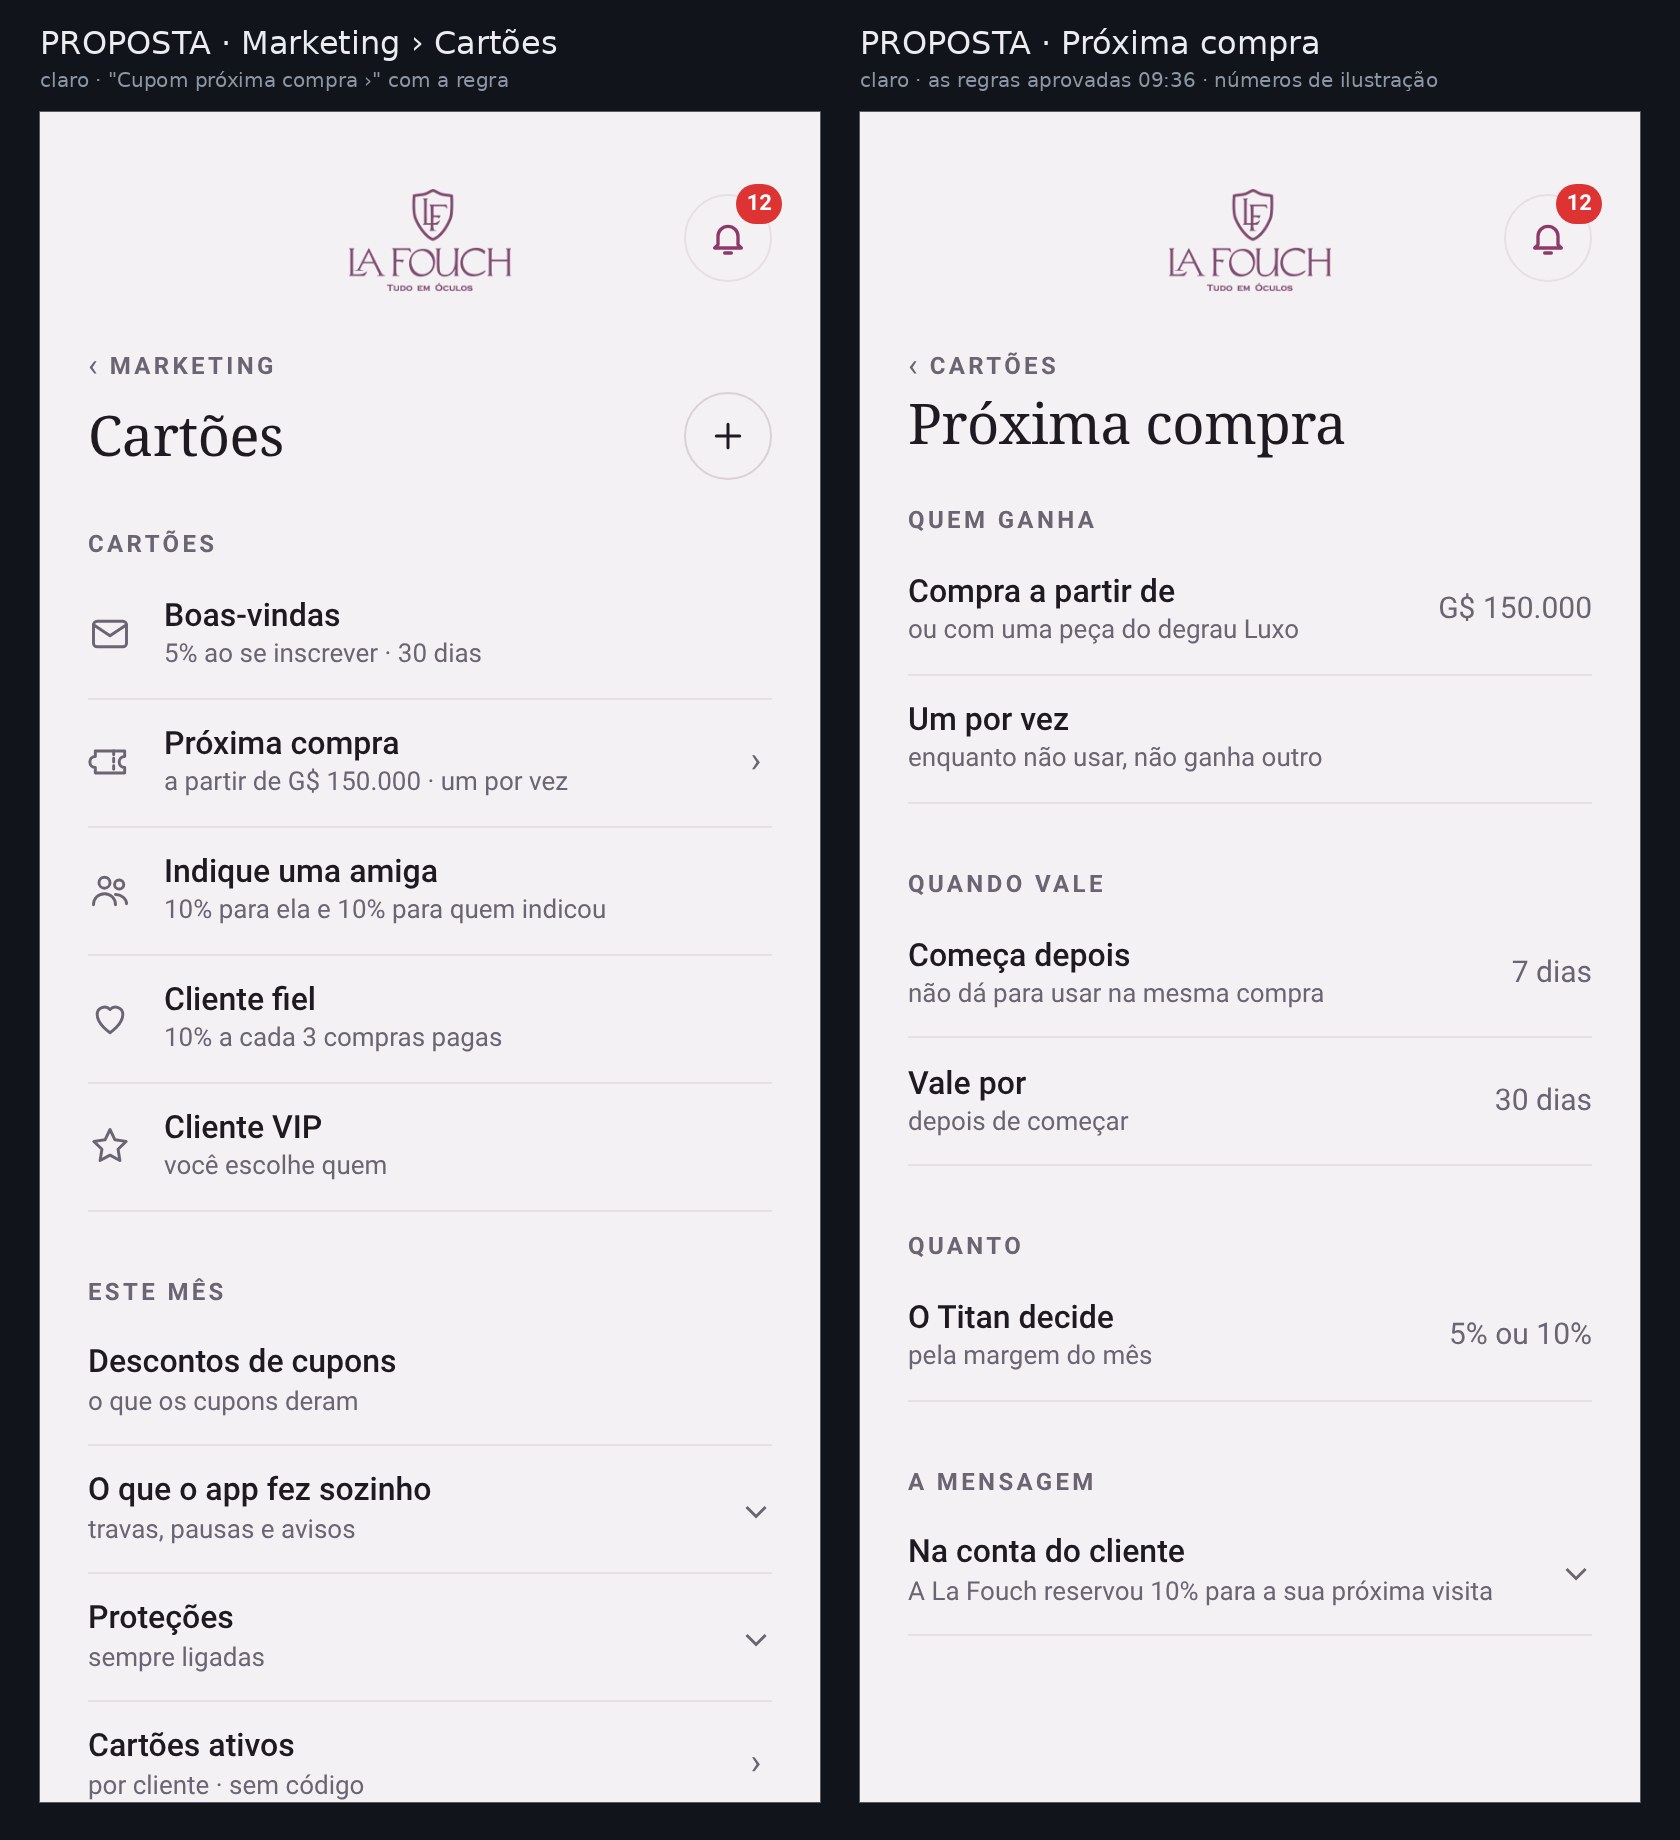 PROPOSTA · Marketing › Cartões
claro · "Cupom próxima compra ›" com a regra
LF
LA FOUCH
TUDO EM ÓCULOS
12
‹ MARKETING
Cartões
+
CARTÕES
Boas-vindas
5% ao se inscrever · 30 dias
Próxima compra
a partir de G$ 150.000 · um por vez
›
Indique uma amiga
10% para ela e 10% para quem indicou
Cliente fiel
10% a cada 3 compras pagas
Cliente VIP
você escolhe quem
ESTE MÊS
Descontos de cupons
o que os cupons deram
O que o app fez sozinho
travas, pausas e avisos
Proteções
sempre ligadas
Cartões ativos
por cliente · sem código
›
PROPOSTA · Próxima compra
claro · as regras aprovadas 09:36 · números de ilustração
LF
LA FOUCH
TUDO EM ÓCULOS
12
‹ CARTÕES
Próxima compra
QUEM GANHA
Compra a partir de
G$ 150.000
ou com uma peça do degrau Luxo
Um por vez
enquanto não usar, não ganha outro
QUANDO VALE
Começa depois
7 dias
não dá para usar na mesma compra
Vale por
30 dias
depois de começar
QUANTO
O Titan decide
5% ou 10%
pela margem do mês
A MENSAGEM
Na conta do cliente
A La Fouch reservou 10% para a sua próxima visita